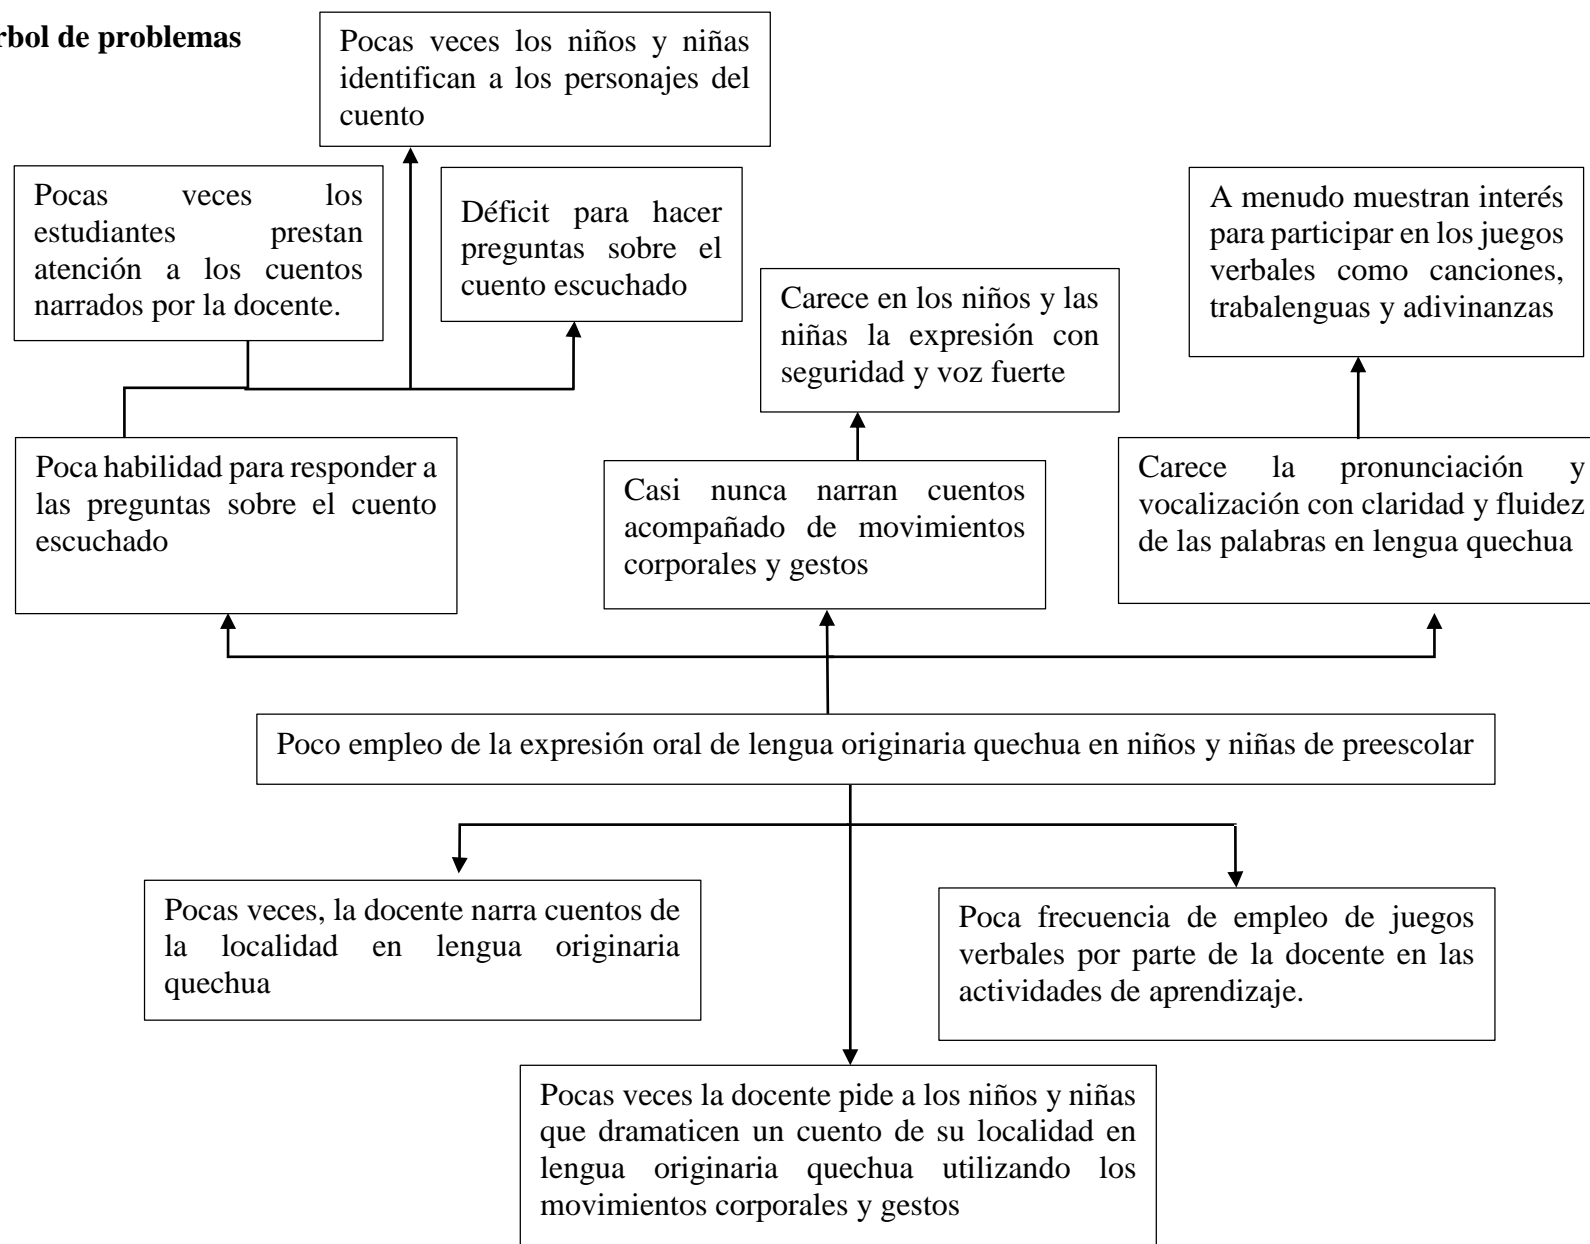 rbol de problemas
Pocas veces los niños y niñas
identifican a los personajes del
cuento
Pocas veces los
estudiantes prestan
atención a los cuentos
narrados por la docente.
Déficit para hacer
preguntas sobre el
cuento escuchado
Carece en los niños y las
niñas la expresión con
seguridad y voz fuerte
A menudo muestran interés
para participar en los juegos
verbales como canciones,
trabalenguas y adivinanzas
Poca habilidad para responder a
las preguntas sobre el cuento
escuchado
Casi nunca narran cuentos
acompañado de movimientos
corporales y gestos
Carece la pronunciación y
vocalización con claridad y fluidez
de las palabras en lengua quechua
Poco empleo de la expresión oral de lengua originaria quechua en niños y niñas de preescolar
Pocas veces, la docente narra cuentos de
la localidad en lengua originaria
quechua
Poca frecuencia de empleo de juegos
verbales por parte de la docente en las
actividades de aprendizaje.
Pocas veces la docente pide a los niños y niñas
que dramaticen un cuento de su localidad en
lengua originaria quechua utilizando los
movimientos corporales y gestos